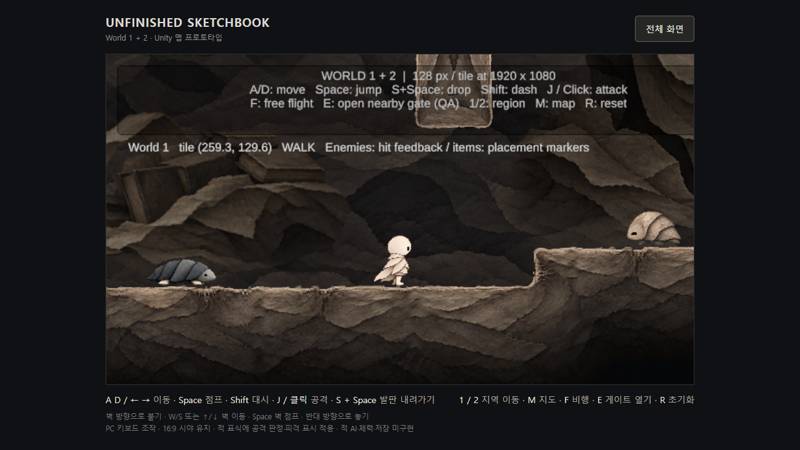 UNFINISHED SKETCHBOOK
World 1 + 2 · Unity 맵 프로토타입
전체 화면
WORLD 1 + 2 | 128 px / tile at 1920 x 1080
A/D: move Space: jump S+Space: drop Shift: dash J / Click: attack
F: free flight E: open nearby gate (QA) 1/2: region M: map R: reset
World 1 tile (259.3, 129.6) WALK Enemies: hit feedback / items: placement markers
A D / ← → 이동 · Space 점프 · Shift 대시 · J / 클릭 공격 · S + Space 발판 내려가기
1 / 2 지역 이동 · M 지도 · F 비행 · E 게이트 열기 · R 초기화
벽 방향으로 붙기 · W/S 또는 ↑/↓ 벽 이동 · Space 벽 점프 · 반대 방향으로 놓기
PC 키보드 조작 · 16:9 시야 유지 · 적 표식에 공격 판정·피격 표시 적용 · 적 AI·체력·저장 미구현